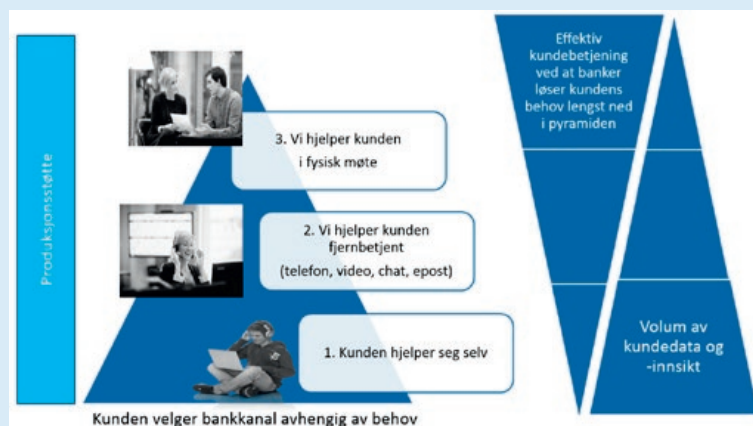 Produksjonsstøtte
3. Vi hjelper kunden
i fysisk møte
2. Vi hjelper kunden
fjernbetjent
(telefon, video, chat, epost)
1. Kunden hjelper seg selv
Kunden velger bankkanal avhengig av behov
Effektiv
kundebetjening
ved at banker
løser kundens
behov lengst ned
i pyramiden
Volum av
kundedata og
-innsikt